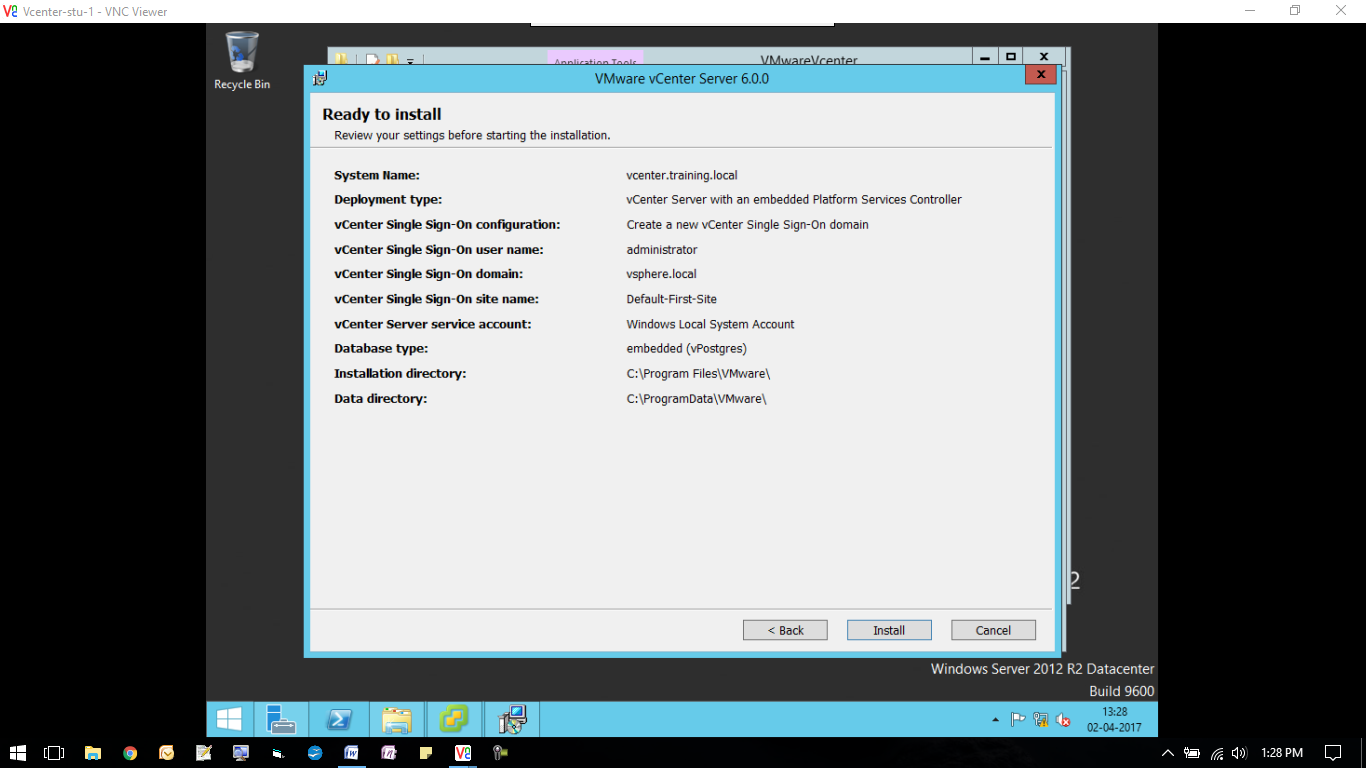 Vcenter-stu-1 - VNC Viewer
Recycle Bin
Application Tools
VMwareVcenter
VMware vCenter Server 6.0.0
Ready to install
Review your settings before starting the installation.
System Name: vcenter.training.local
Deployment type: vCenter Server with an embedded Platform Services Controller
vCenter Single Sign-On configuration: Create a new vCenter Single Sign-On domain
vCenter Single Sign-On user name: administrator
vCenter Single Sign-On domain: vsphere.local
vCenter Single Sign-On site name: Default-First-Site
vCenter Server service account: Windows Local System Account
Database type: embedded (vPostgres)
Installation directory: C:\Program Files\VMware\
Data directory: C:\ProgramData\VMware\
2
< Back Install Cancel
Windows Server 2012 R2 Datacenter
Build 9600
13:28
02-04-2017
1:28 PM